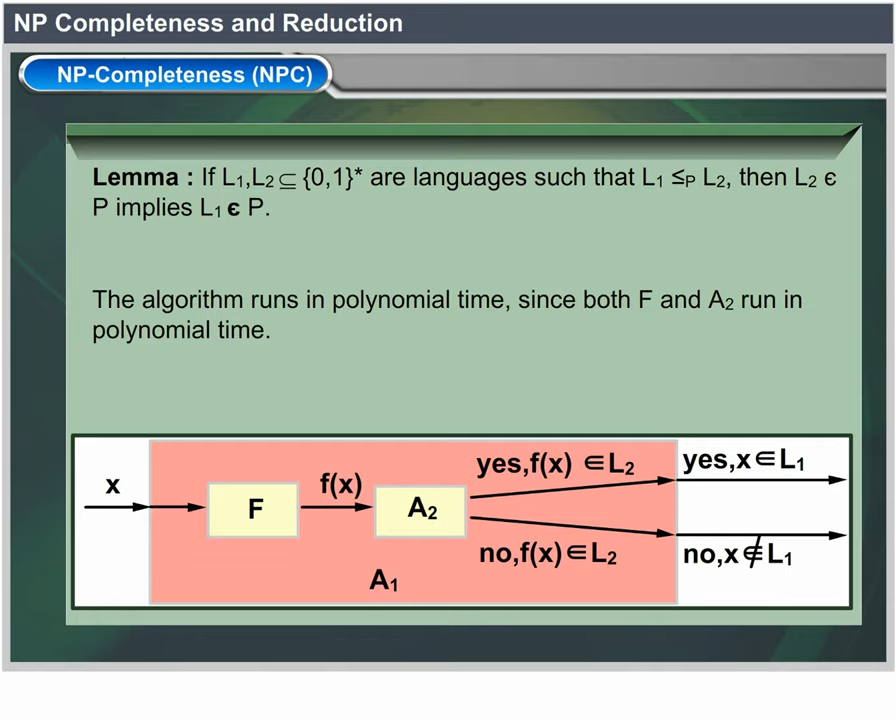 NP Completeness and Reduction
NP-Completeness (NPC)
Lemma : If L₁,L₂ ⊆ {0,1}* are languages such that L₁ ≤ₚ L₂, then L₂ є
P implies L₁ є P.
The algorithm runs in polynomial time, since both F and A₂ run in
polynomial time.
x
F
f(x)
A₂
yes,f(x) ∈L₂
yes,x∈L₁
no,f(x)∈L₂
no,x∉L₁
A₁